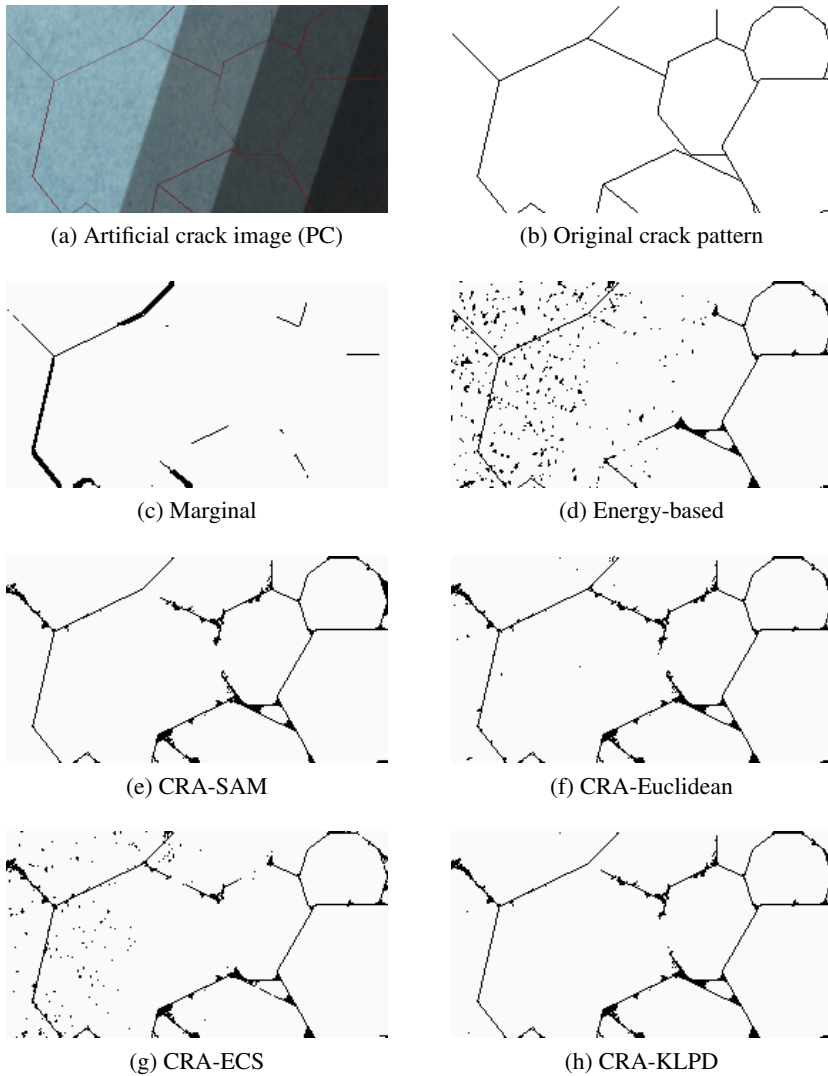 (a) Artificial crack image (PC)
(b) Original crack pattern
(c) Marginal
(d) Energy-based
(e) CRA-SAM
(f) CRA-Euclidean
(g) CRA-ECS
(h) CRA-KLPD